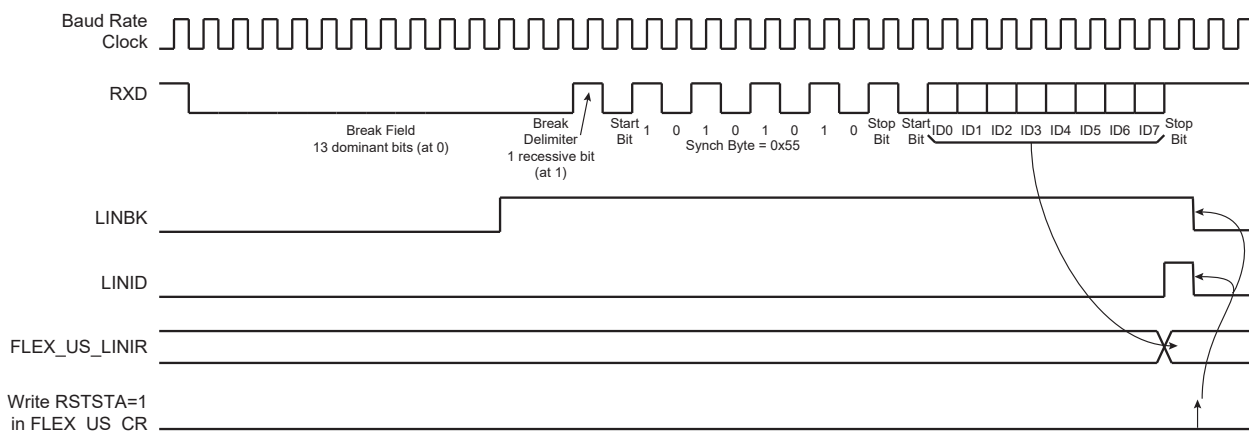 Baud Rate
Clock
RXD
Break Field
13 dominant bits (at 0)
Break
Delimiter
1 recessive bit
(at 1)
Start
Bit
1 0 1 0 1 0 1 0
Synch Byte = 0x55
Stop
Bit
Start
Bit
ID0 ID1 ID2 ID3 ID4 ID5 ID6 ID7
Stop
Bit
LINBK
LINID
FLEX_US_LINIR
Write RSTSTA=1
in FLEX_US_CR